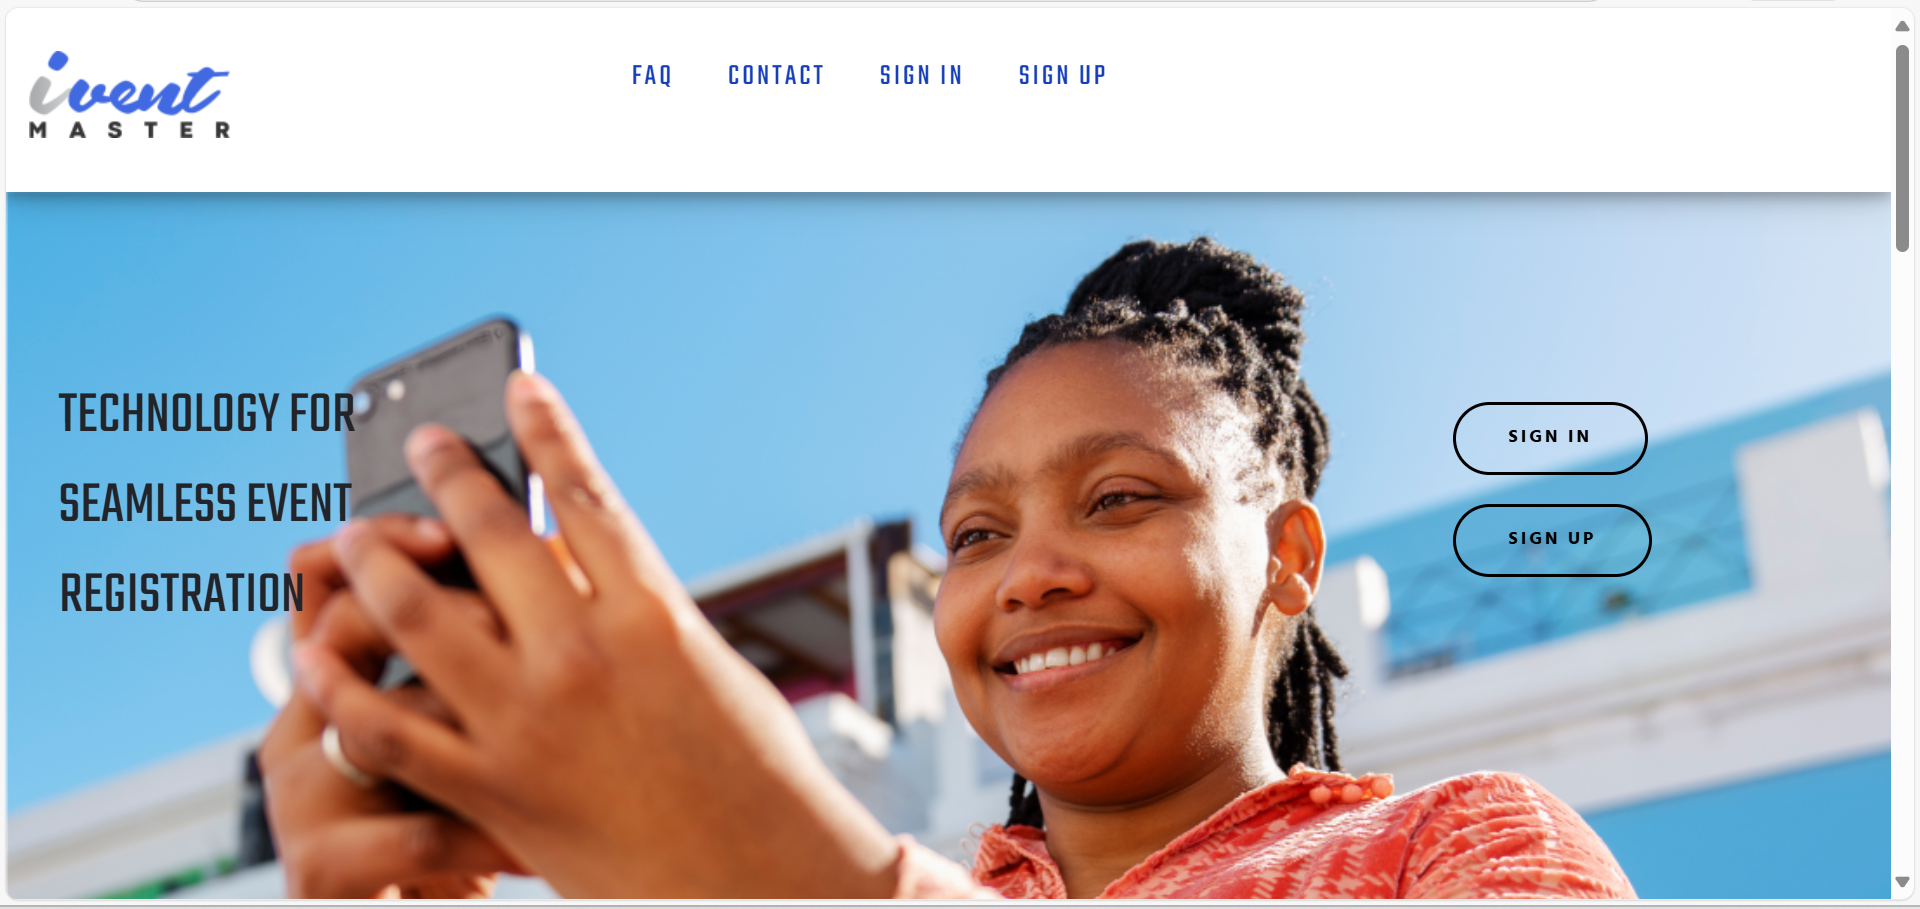 ivent
MASTER
FAQ CONTACT SIGN IN SIGN UP
TECHNOLOGY FOR
SEAMLESS EVENT
REGISTRATION
SIGN IN
SIGN UP